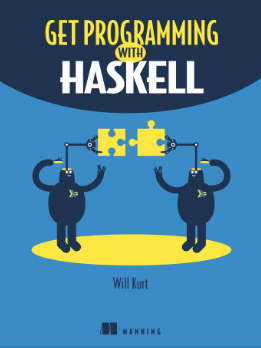 GET PROGRAMMING
WITH
HASKELL
Will Kurt
MANNING